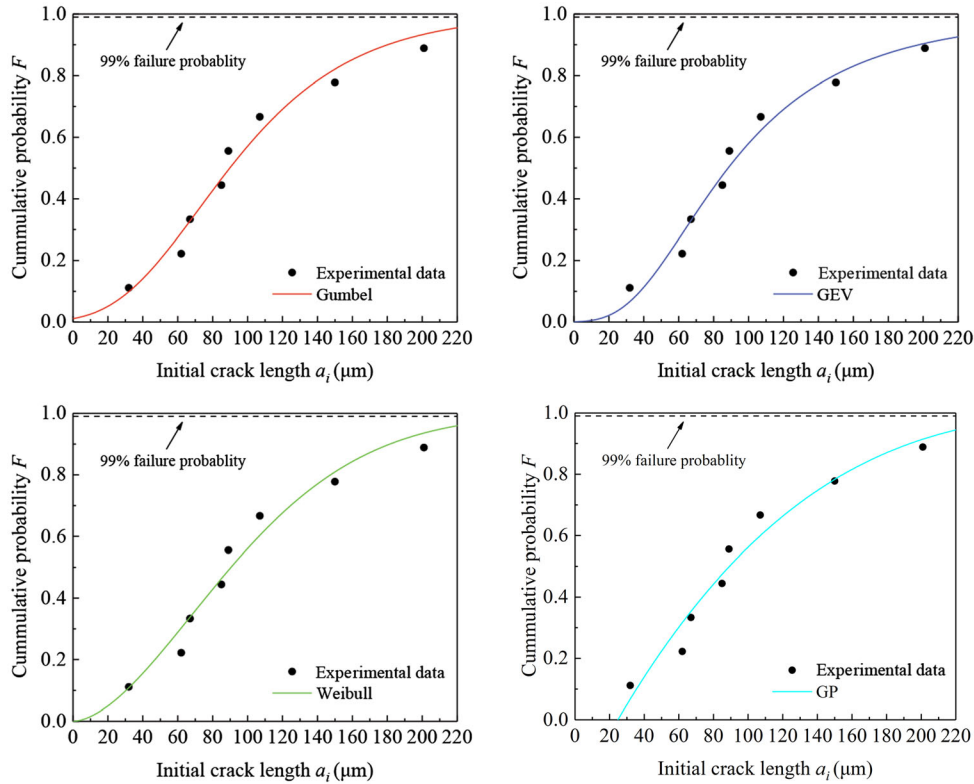 1.0
0.8
0.6
0.4
0.2
0.0
Cummulative probability F
99% failure probablity
Experimental data
Gumbel
0 20 40 60 80 100 120 140 160 180 200 220
Initial crack length ai (μm)
1.0
0.8
0.6
0.4
0.2
0.0
Cummulative probability F
99% failure probablity
Experimental data
GEV
0 20 40 60 80 100 120 140 160 180 200 220
Initial crack length ai (μm)
1.0
0.8
0.6
0.4
0.2
0.0
Cummulative probability F
99% failure probablity
Experimental data
Weibull
0 20 40 60 80 100 120 140 160 180 200 220
Initial crack length ai (μm)
1.0
0.8
0.6
0.4
0.2
0.0
Cummulative probability F
99% failure probablity
Experimental data
GP
0 20 40 60 80 100 120 140 160 180 200 220
Initial crack length ai (μm)